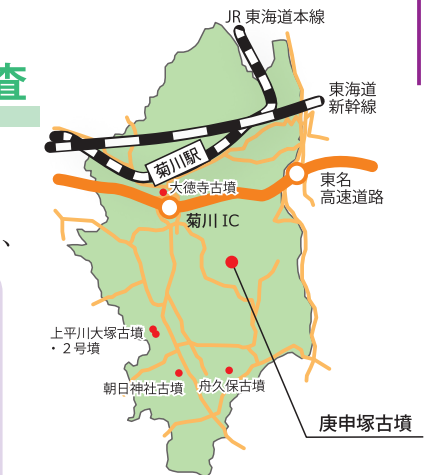 JR 東海道本線
査
東海道
新幹線
菊川駅
大徳寺古墳
東名
高速道路
菊川 IC
、
上平川大塚古墳
・２号墳
朝日神社古墳
舟久保古墳
庚申塚古墳